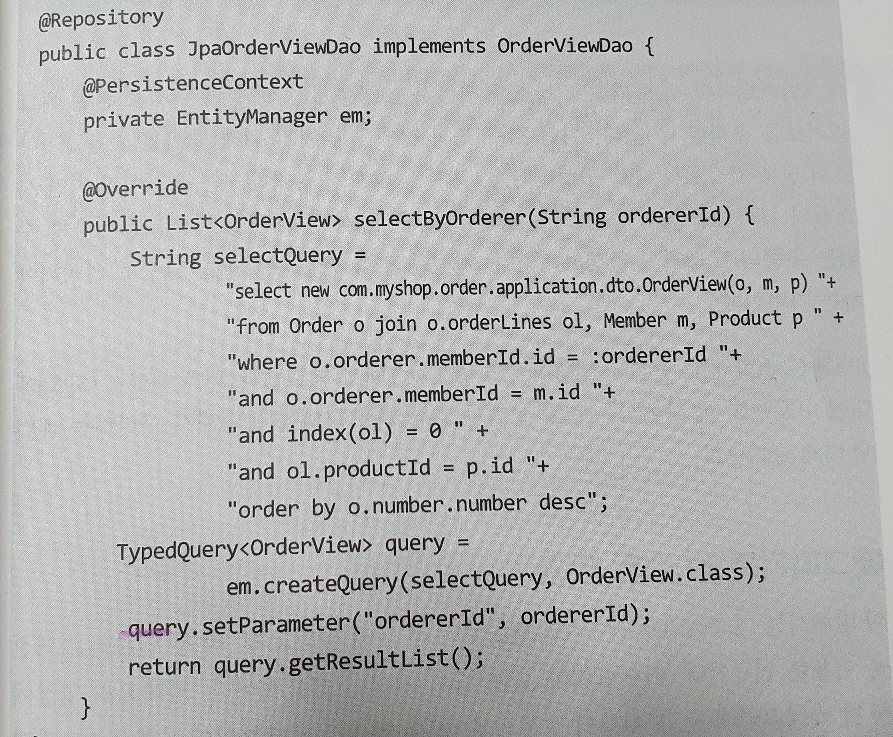 @Repository
public class JpaOrderViewDao implements OrderViewDao {
@PersistenceContext
private EntityManager em;
@Override
public List<OrderView> selectByOrderer(String ordererId) {
String selectQuery =
"select new com.myshop.order.application.dto.OrderView(o, m, p) "+
"from Order o join o.orderLines ol, Member m, Product p " +
"where o.orderer.memberId.id = :ordererId "+
"and o.orderer.memberId = m.id "+
"and index(ol) = 0 " +
"and ol.productId = p.id "+
"order by o.number.number desc";
TypedQuery<OrderView> query =
em.createQuery(selectQuery, OrderView.class);
query.setParameter("ordererId", ordererId);
return query.getResultList();
}